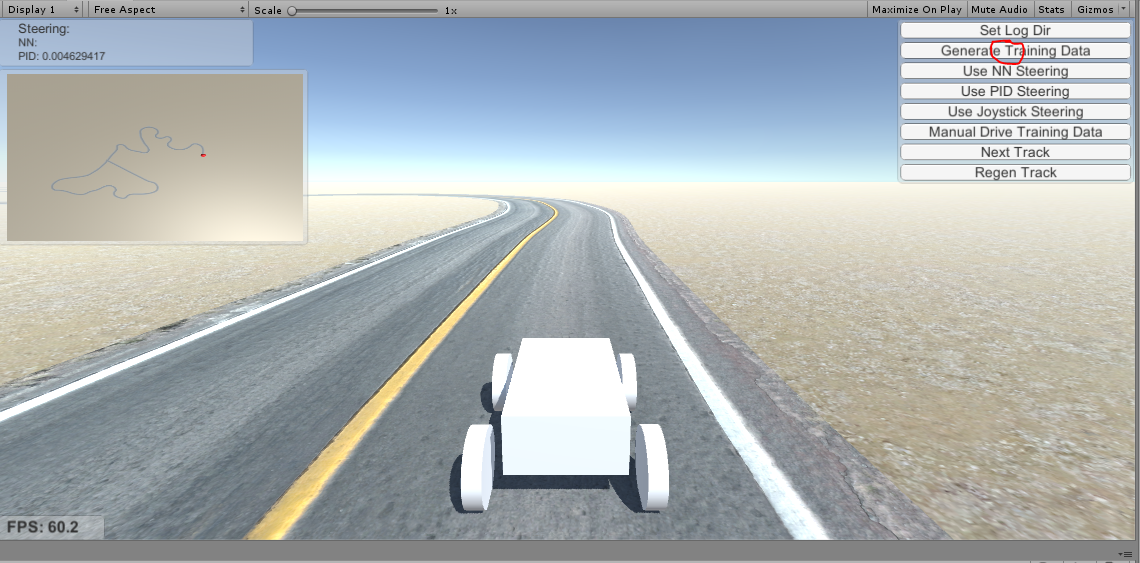 Display 1 Free Aspect Scale 1x Maximize On Play Mute Audio Stats Gizmos
Steering:
NN:
PID: 0.004629417
Set Log Dir
Generate Training Data
Use NN Steering
Use PID Steering
Use Joystick Steering
Manual Drive Training Data
Next Track
Regen Track
FPS: 60.2